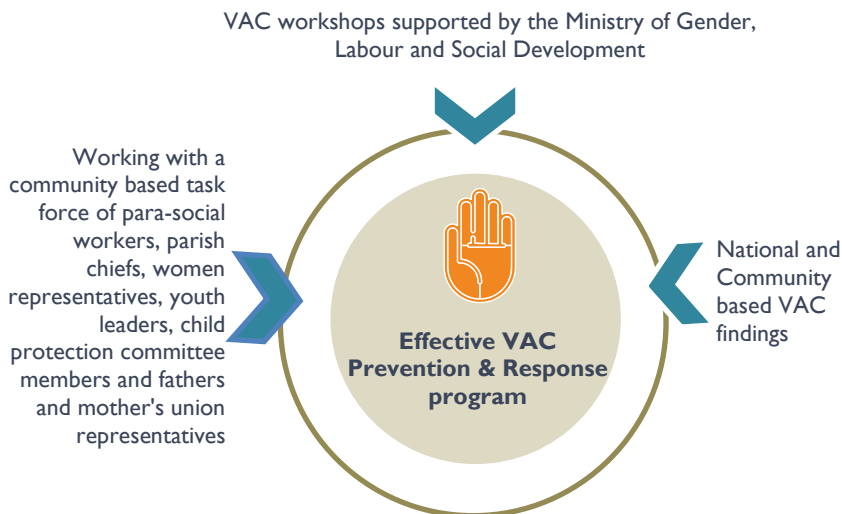 VAC workshops supported by the Ministry of Gender,
Labour and Social Development
Working with a
community based task
force of para-social
workers, parish
chiefs, women
representatives, youth
leaders, child
protection committee
members and fathers
and mother's union
representatives
Effective VAC
Prevention & Response
program
National and
Community
based VAC
findings